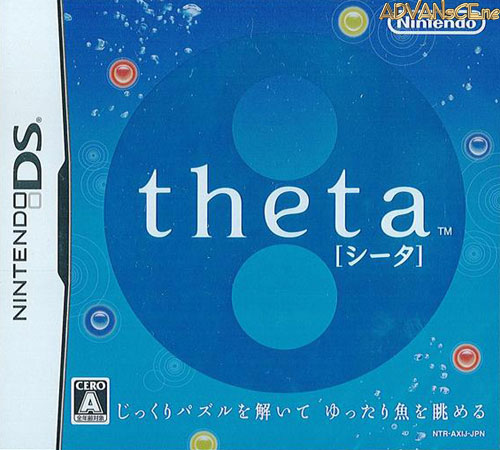 ADVANsCE.ne
Nintendo
NINTENDO DS
theta™
[シータ]
CERO
A
全年齢対象
じっくりパズルを解いて ゆったり魚を眺める
NTR-AXIJ-JPN